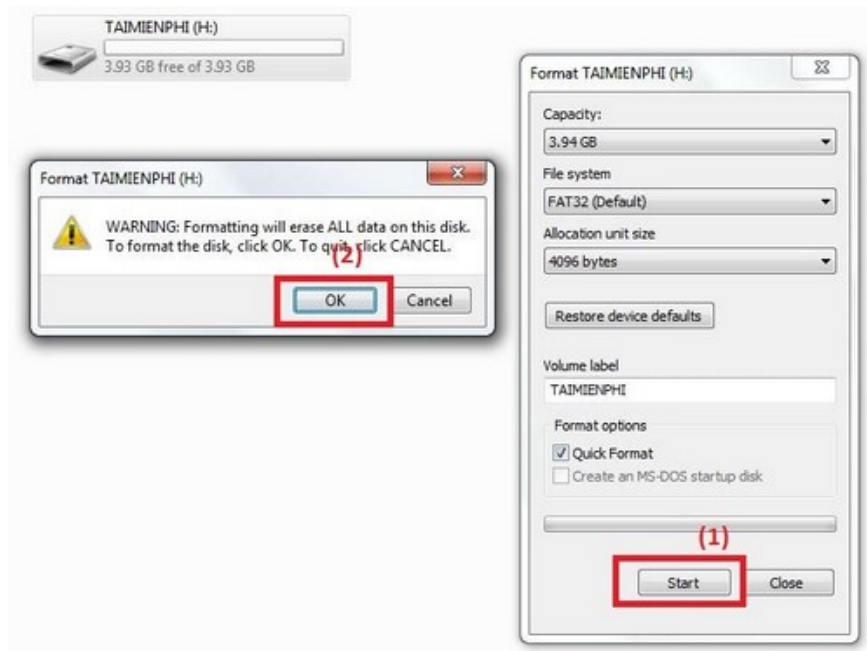 TAIMIENPHI (H:)
3.93 GB free of 3.93 GB
Format TAIMIENPHI (H:)
WARNING: Formatting will erase ALL data on this disk.
To format the disk, click OK. To quit, click CANCEL.
(2)
OK
Cancel
Format TAIMIENPHI (H:)
Capacity:
3.94 GB
File system
FAT32 (Default)
Allocation unit size
4096 bytes
Restore device defaults
Volume label
TAIMIENPHI
Format options
Quick Format
Create an MS-DOS startup disk
(1)
Start
Close